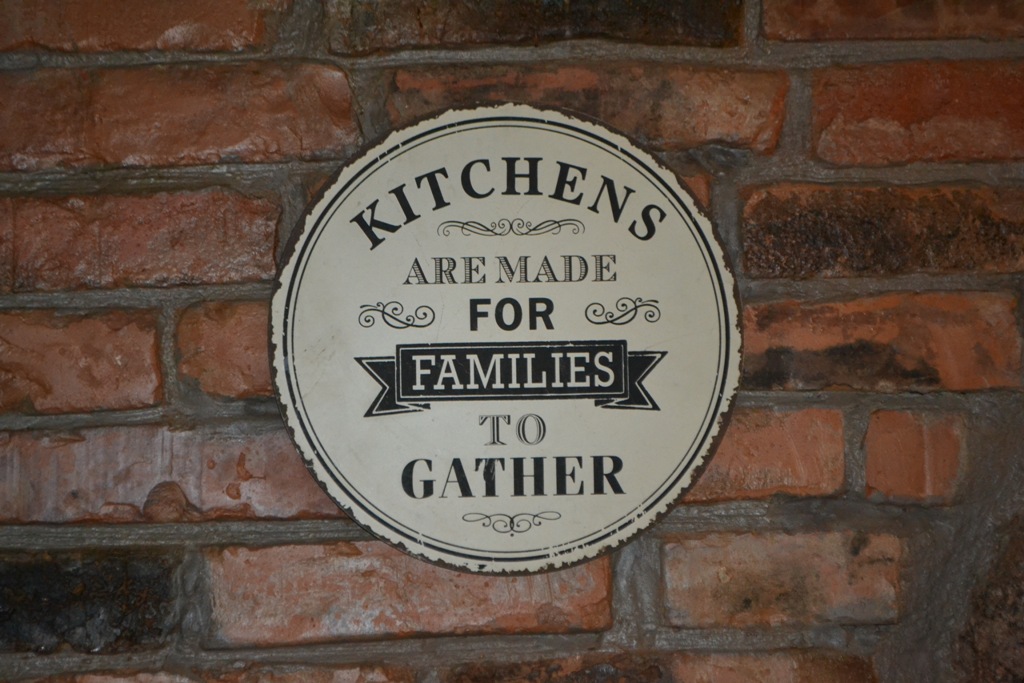 KITCHENS
ARE MADE
FOR
FAMILIES
TO
GATHER